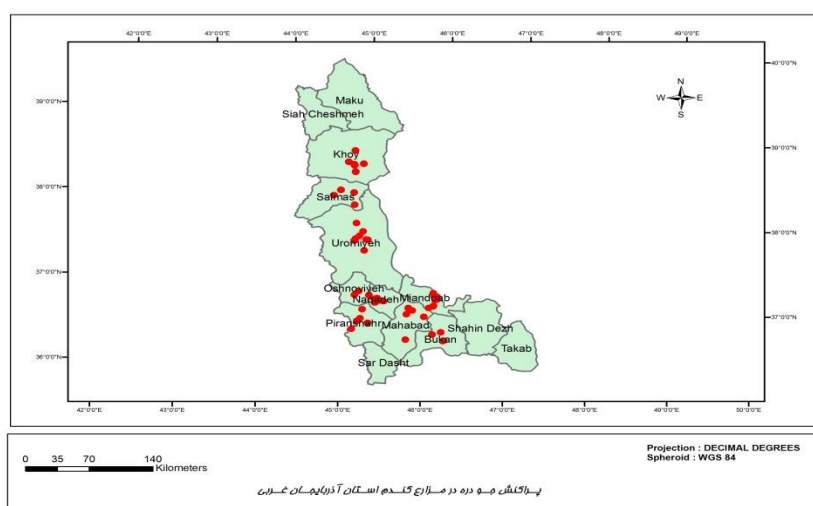 42°0'0"E 43°0'0"E 44°0'0"E 45°0'0"E 46°0'0"E 47°0'0"E 48°0'0"E 49°0'0"E
40°0'0"N
N
W E
S
39°0'0"N
Maku
Siah Cheshmeh
39°0'0"N
Khoy
38°0'0"N
Salmas
38°0'0"N
Uromiyeh
37°0'0"N
Oshnoviyeh
Naqadeh
Miandoab
37°0'0"N
Piranshahr
Mahabad
Shahin Dezh
Bukan
Takab
36°0'0"N
Sar Dasht
42°0'0"E 43°0'0"E 44°0'0"E 45°0'0"E 46°0'0"E 47°0'0"E 48°0'0"E 49°0'0"E 50°0'0"E
0 35 70 140
Kilometers
Projection : DECIMAL DEGREES
Spheroid : WGS 84
پراکنش جو دره در مزارع گندم استان آذربایجان غربی